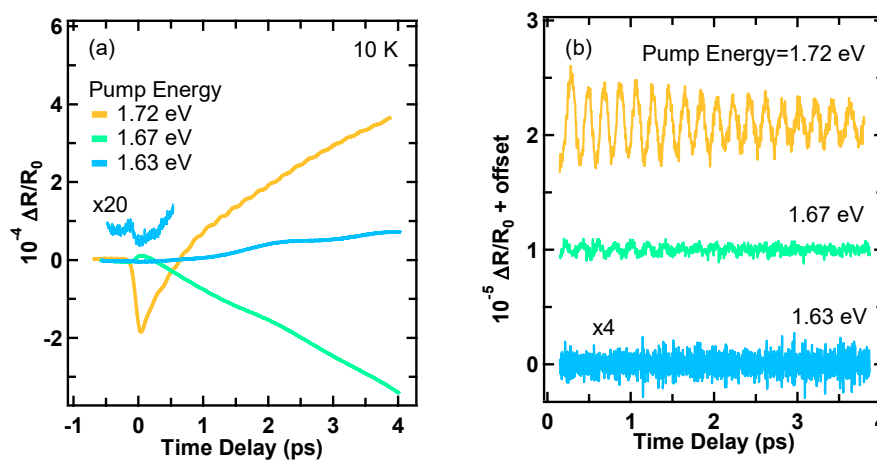 (a)
10 K
Pump Energy
1.72 eV
1.67 eV
1.63 eV
x20
6
4
2
0
-2
10⁻⁴ ΔR/R₀
-1
0
1
2
3
4
Time Delay (ps)
(b)
Pump Energy=1.72 eV
1.67 eV
x4
1.63 eV
3
2
1
0
10⁻⁵ ΔR/R₀ + offset
0
1
2
3
4
Time Delay (ps)